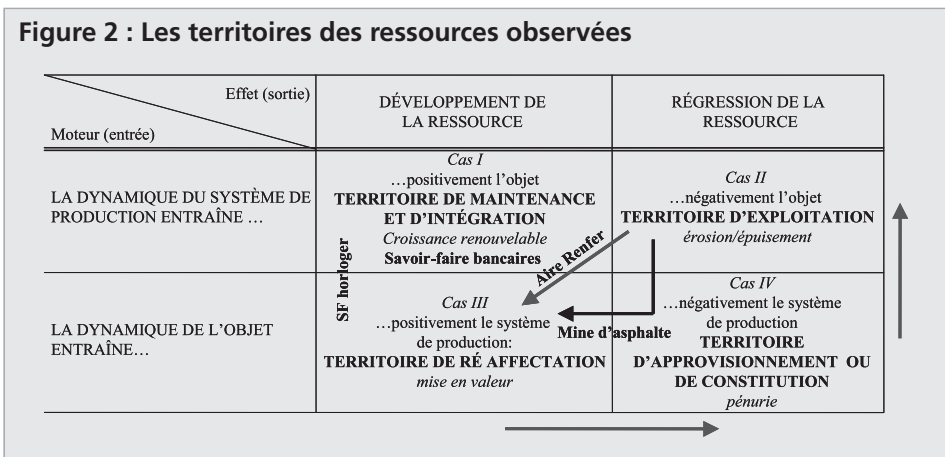 Figure 2 : Les territoires des ressources observées
Effet (sortie)
Moteur (entrée)
DÉVELOPPEMENT DE
LA RESSOURCE
RÉGRESSION DE LA
RESSOURCE
LA DYNAMIQUE DU SYSTÈME DE
PRODUCTION ENTRAÎNE …
Cas I
…positivement l’objet
TERRITOIRE DE MAINTENANCE
ET D’INTÉGRATION
Croissance renouvelable
Savoir-faire bancaires
Cas II
…négativement l’objet
TERRITOIRE D’EXPLOITATION
érosion/épuisement
SF horloger
Aire Renfer
LA DYNAMIQUE DE L’OBJET
ENTRAÎNE…
Cas III
…positivement le système
de production:
TERRITOIRE DE RÉ AFFECTATION
mise en valeur
Mine d’asphalte
Cas IV
…négativement le système
de production
TERRITOIRE
D’APPROVISIONNEMENT OU
DE CONSTITUTION
pénurie